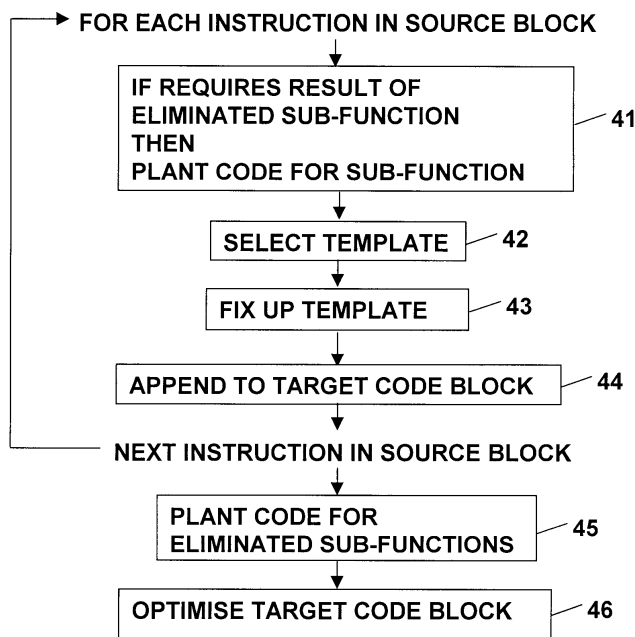 FOR EACH INSTRUCTION IN SOURCE BLOCK
IF REQUIRES RESULT OF
ELIMINATED SUB-FUNCTION
THEN
PLANT CODE FOR SUB-FUNCTION
41
SELECT TEMPLATE
42
FIX UP TEMPLATE
43
APPEND TO TARGET CODE BLOCK
44
NEXT INSTRUCTION IN SOURCE BLOCK
PLANT CODE FOR
ELIMINATED SUB-FUNCTIONS
45
OPTIMISE TARGET CODE BLOCK
46